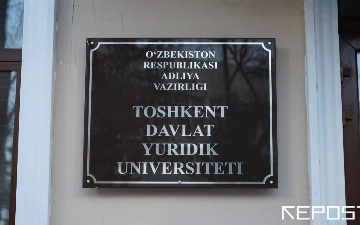 O'ZBEKISTON
RESPUBLIKASI
ADLIYA
VAZIRLIGI
TOSHKENT
DAVLAT
YURIDIK
UNIVERSITETI
REPOST